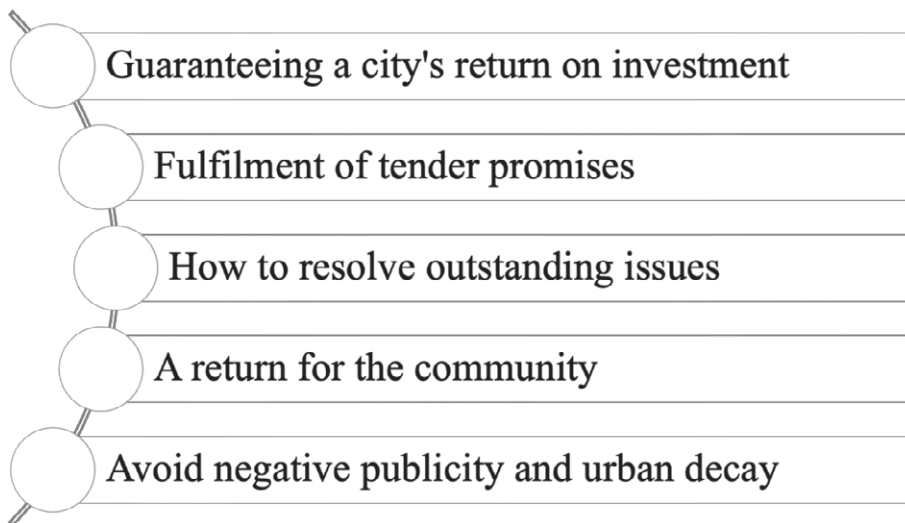 Guaranteeing a city's return on investment
Fulfilment of tender promises
How to resolve outstanding issues
A return for the community
Avoid negative publicity and urban decay